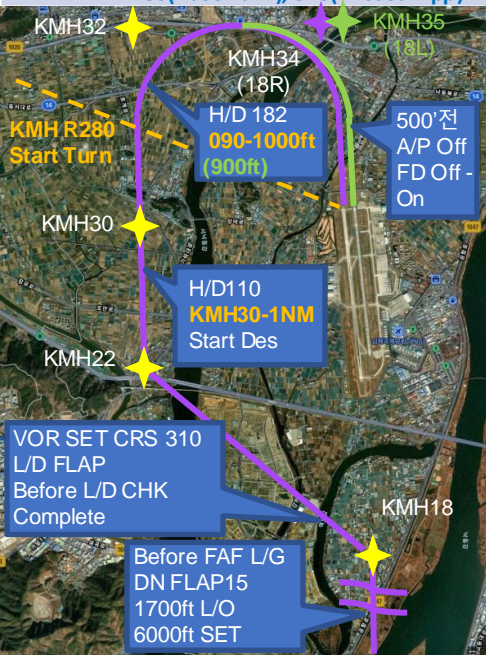 KMH32
KMH35
(18L)
KMH34
(18R)
H/D 182
090-1000ft
(900ft)
500'전
A/P Off
FD Off -
On
KMH R280
Start Turn
KMH30
H/D110
KMH30-1NM
Start Des
KMH22
VOR SET CRS 310
L/D FLAP
Before L/D CHK
Complete
KMH18
Before FAF L/G
DN FLAP15
1700ft L/O
6000ft SET